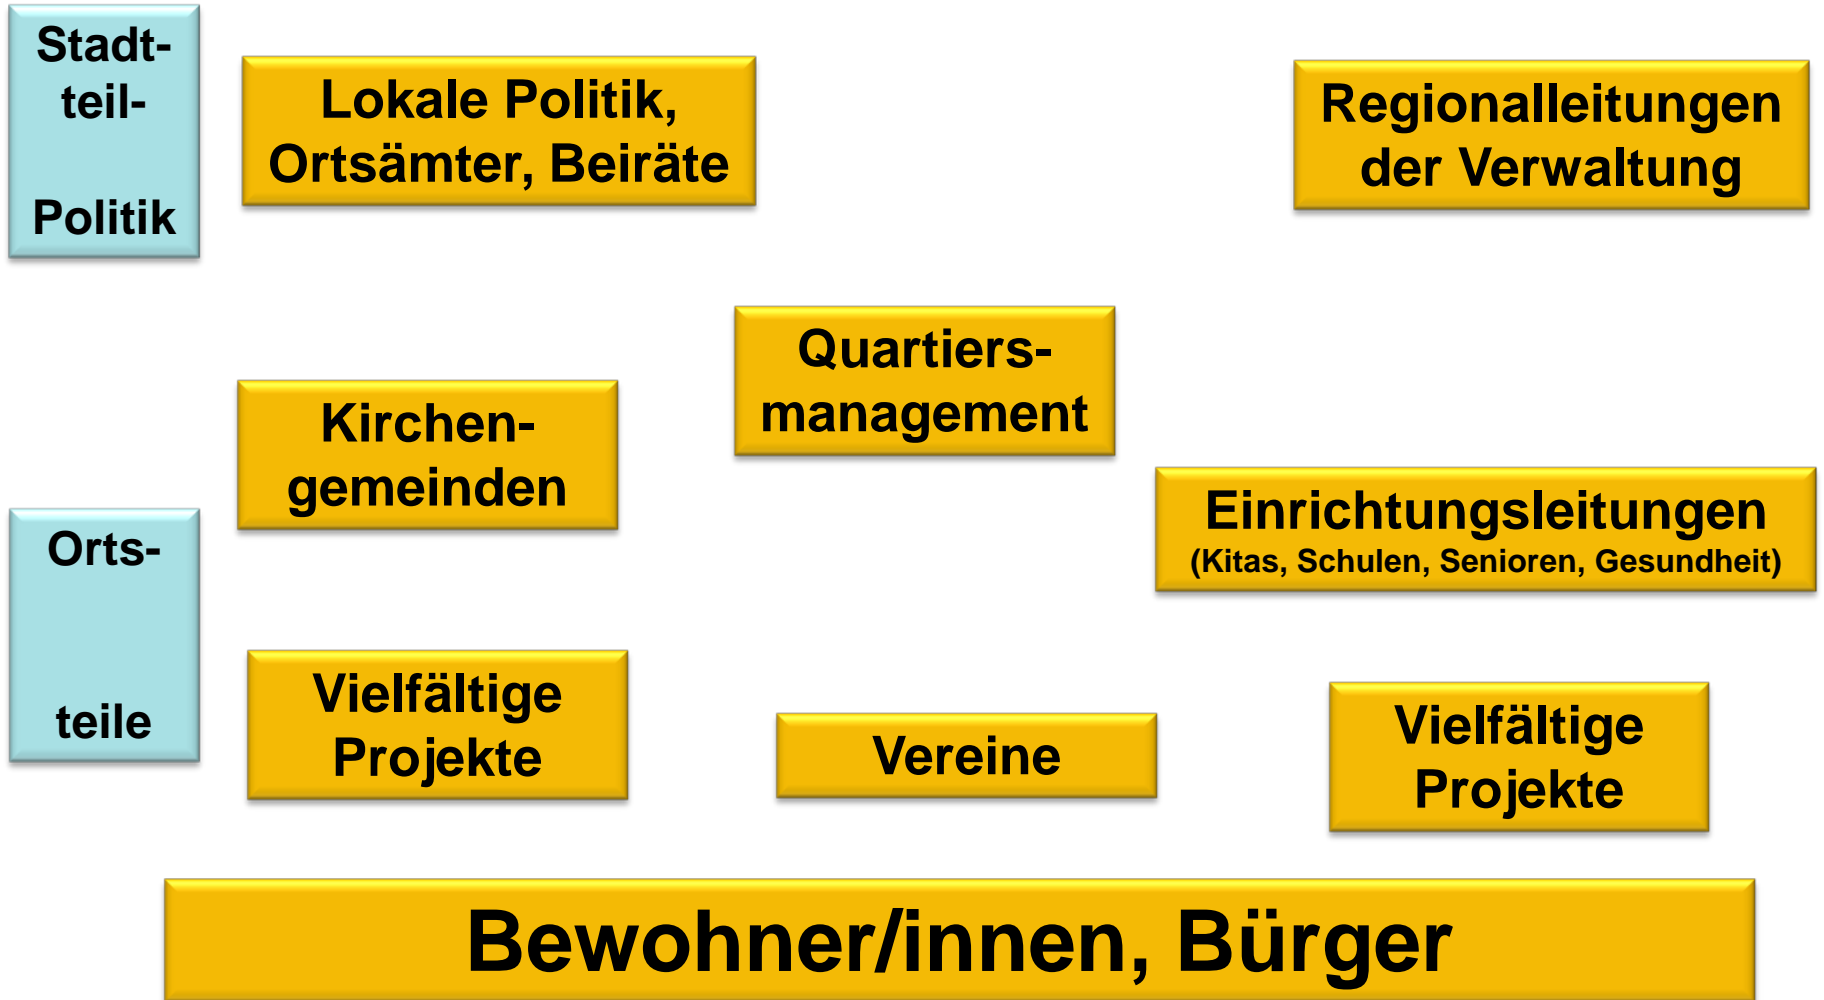 Stadt-
teil-
Politik
Lokale Politik,
Ortsämter, Beiräte
Regionalleitungen
der Verwaltung
Quartiers-
management
Kirchen-
gemeinden
Einrichtungsleitungen
(Kitas, Schulen, Senioren, Gesundheit)
Orts-
teile
Vielfältige
Projekte
Vereine
Vielfältige
Projekte
Bewohner/innen, Bürger